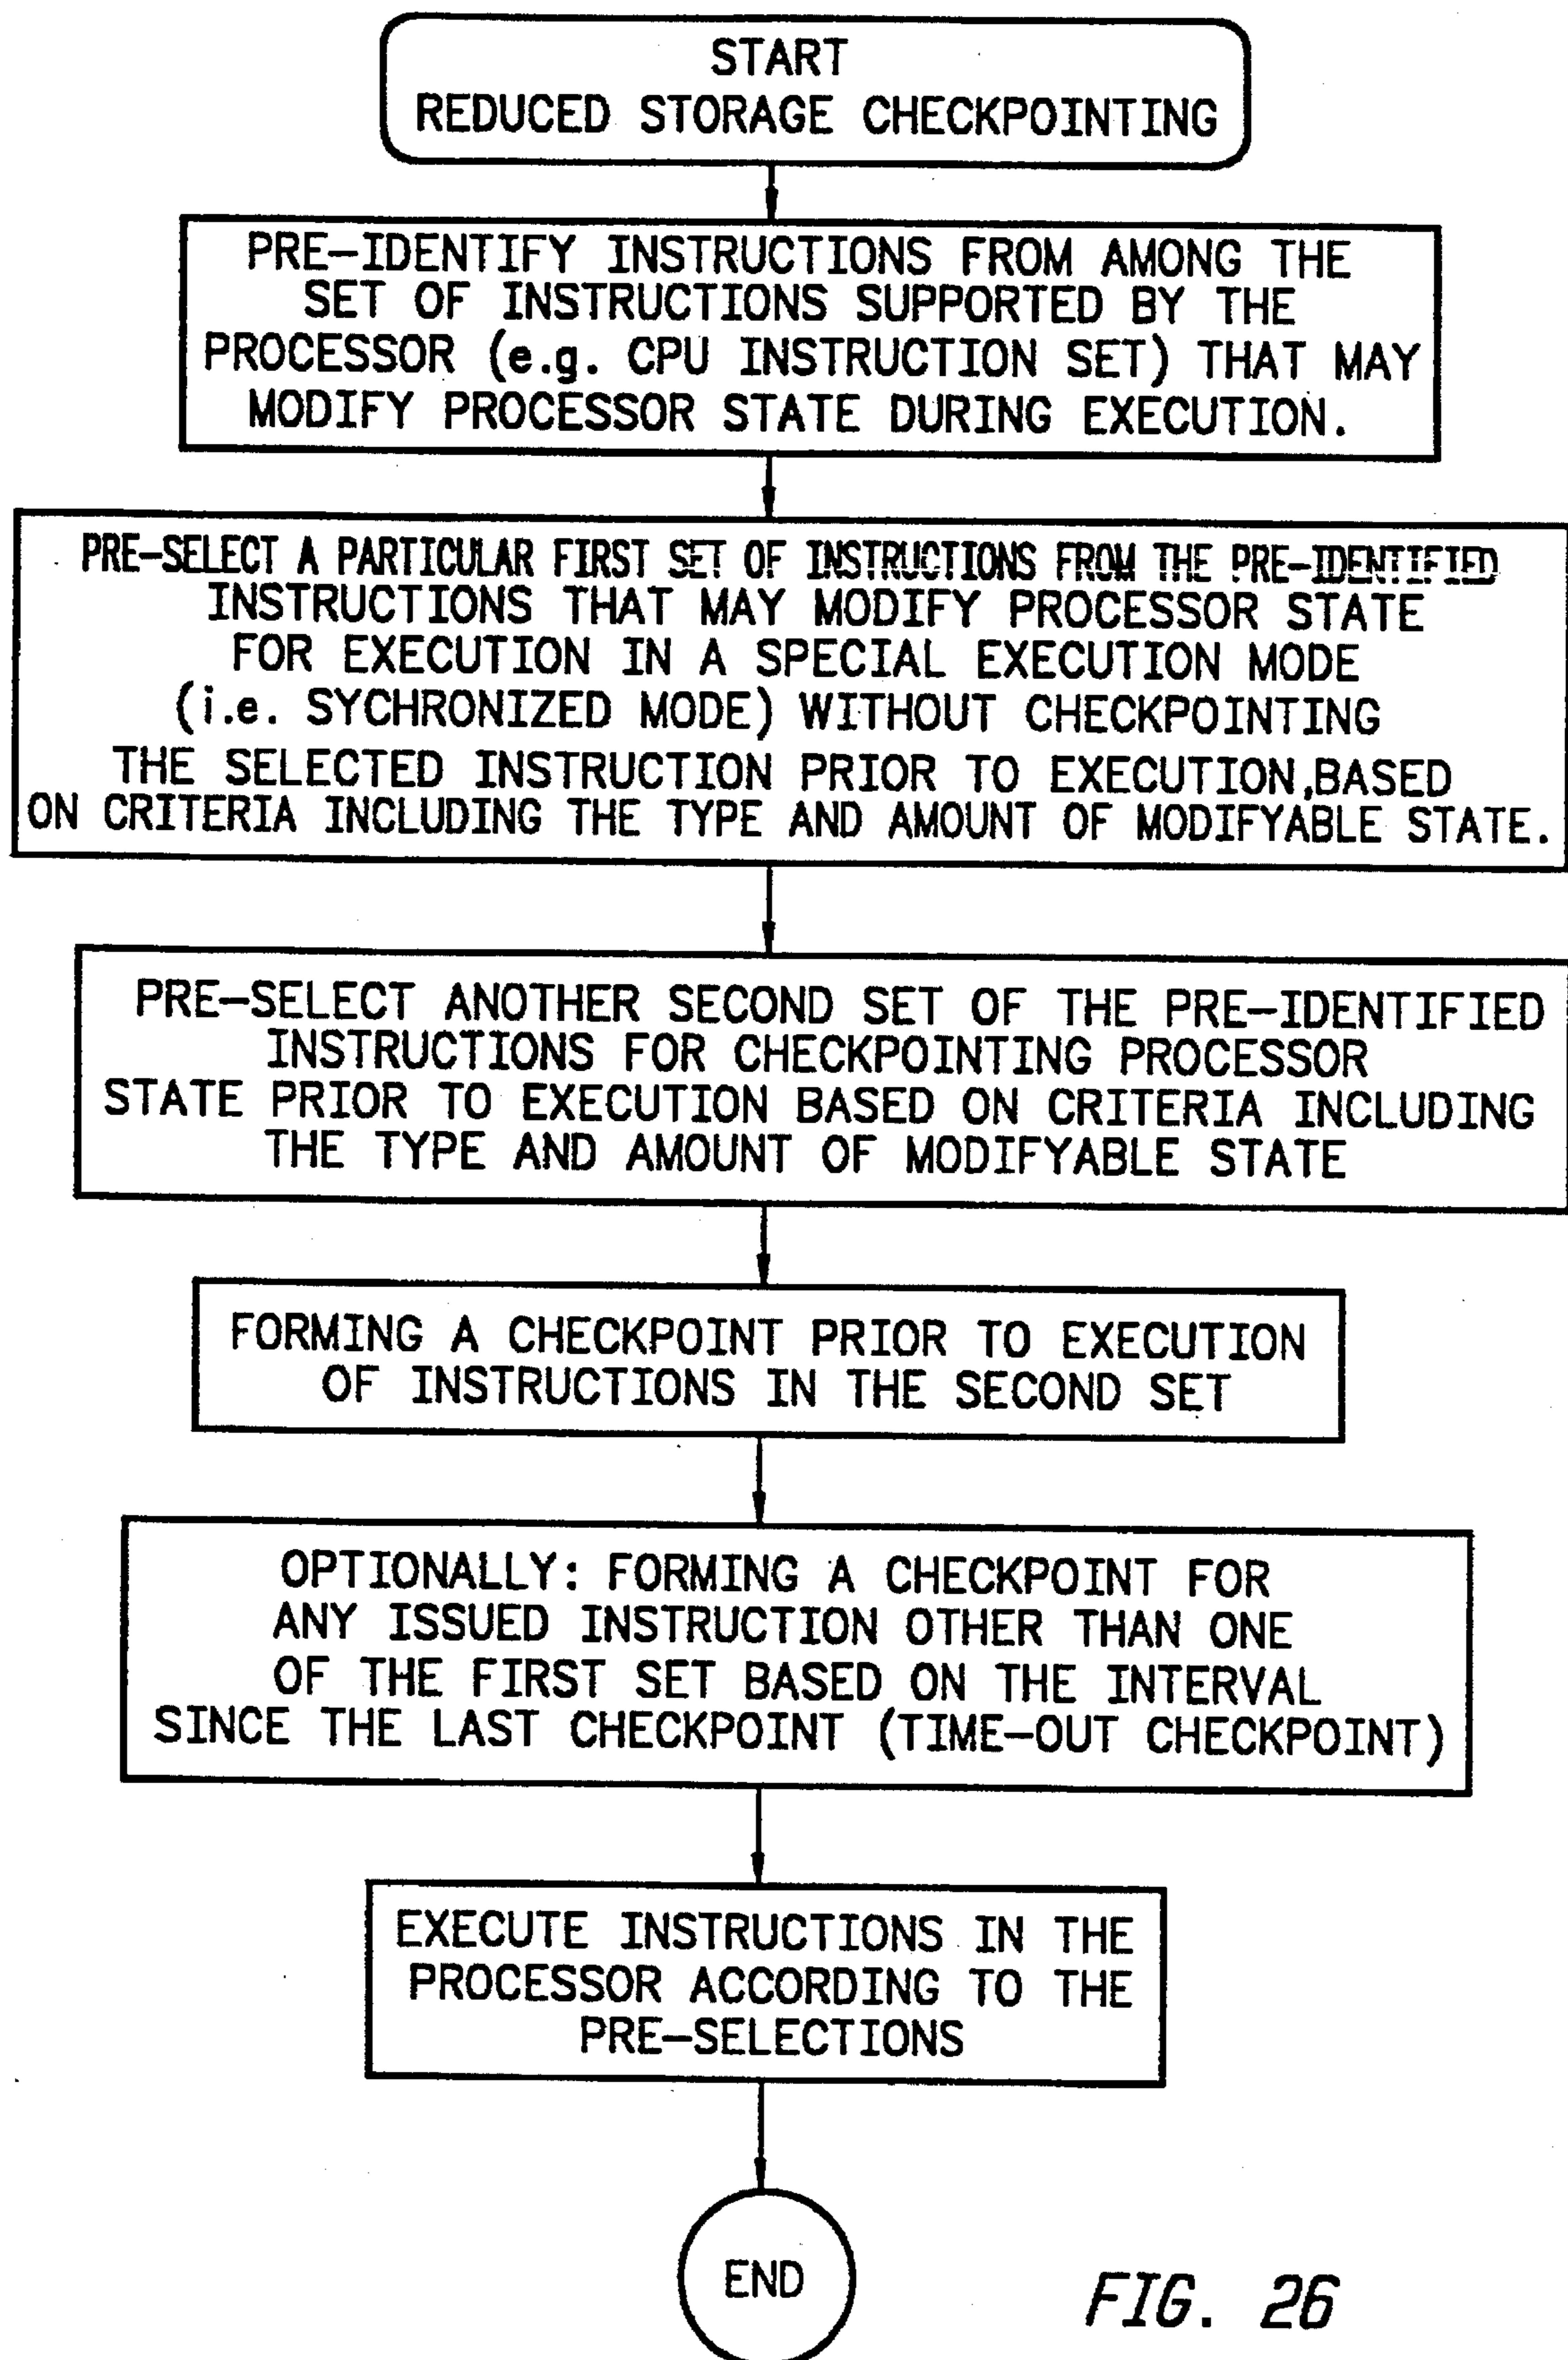 START
REDUCED STORAGE CHECKPOINTING
PRE-IDENTIFY INSTRUCTIONS FROM AMONG THE
SET OF INSTRUCTIONS SUPPORTED BY THE
PROCESSOR (e.g. CPU INSTRUCTION SET) THAT MAY
MODIFY PROCESSOR STATE DURING EXECUTION.
PRE-SELECT A PARTICULAR FIRST SET OF INSTRUCTIONS FROM THE PRE-IDENTIFIED
INSTRUCTIONS THAT MAY MODIFY PROCESSOR STATE
FOR EXECUTION IN A SPECIAL EXECUTION MODE
(i.e. SYCHRONIZED MODE) WITHOUT CHECKPOINTING
THE SELECTED INSTRUCTION PRIOR TO EXECUTION,BASED
ON CRITERIA INCLUDING THE TYPE AND AMOUNT OF MODIFYABLE STATE.
PRE-SELECT ANOTHER SECOND SET OF THE PRE-IDENTIFIED
INSTRUCTIONS FOR CHECKPOINTING PROCESSOR
STATE PRIOR TO EXECUTION BASED ON CRITERIA INCLUDING
THE TYPE AND AMOUNT OF MODIFYABLE STATE
FORMING A CHECKPOINT PRIOR TO EXECUTION
OF INSTRUCTIONS IN THE SECOND SET
OPTIONALLY: FORMING A CHECKPOINT FOR
ANY ISSUED INSTRUCTION OTHER THAN ONE
OF THE FIRST SET BASED ON THE INTERVAL
SINCE THE LAST CHECKPOINT (TIME-OUT CHECKPOINT)
EXECUTE INSTRUCTIONS IN THE
PROCESSOR ACCORDING TO THE
PRE-SELECTIONS
END
FIG. 26